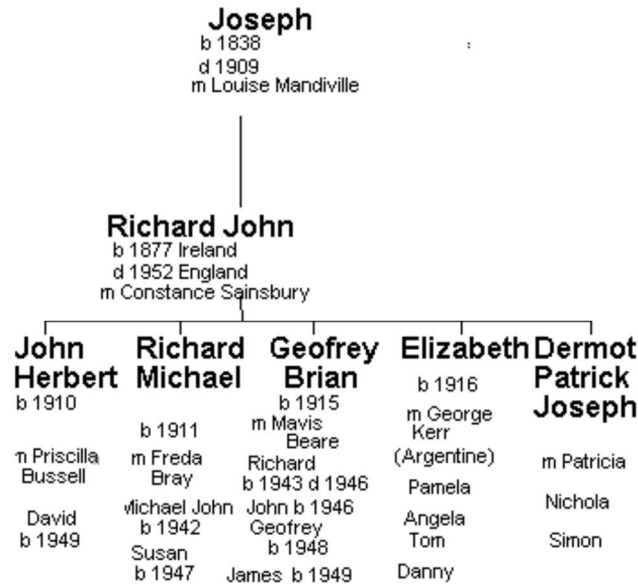 Joseph
b 1838
d 1909
m Louise Mandiville
Richard John
b 1877 Ireland
d 1952 England
m Constance Sainsbury
John
Herbert
b 1910
m Priscilla
Bussell
David
b 1949
Richard
Michael
b 1911
m Freda
Bray
Michael John
b 1942
Susan
b 1947
Geofrey
Brian
b 1915
m Mavis
Beare
Richard
b 1943 d 1946
John b 1946
Geofrey
b 1948
James b 1949
Elizabeth
b 1916
m George
Kerr
(Argentine)
Pamela
Angela
Tom
Danny
Dermot
Patrick
Joseph
m Patricia
Nichola
Simon